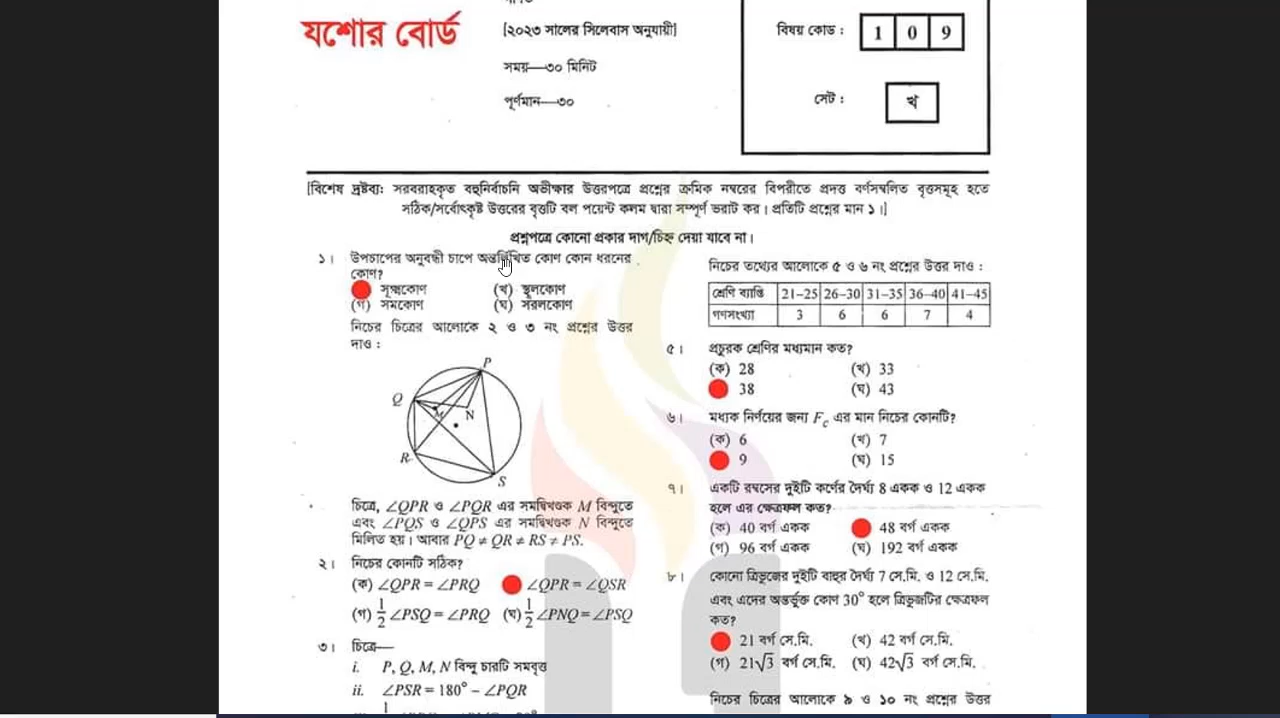 যশোর বোর্ড
[২০২৩ সালের সিলেবাস অনুযায়ী]
সময়—৩০ মিনিট
পূর্ণমান—৩০
বিষয় কোড : 1 0 9
সেট : খ
[বিশেষ দ্রষ্টব্য: সরবরাহকৃত বহুনির্বাচনি অভীক্ষার উত্তরপত্রে প্রশ্নের ক্রমিক নম্বরের বিপরীতে প্রদত্ত বর্ণসম্বলিত বৃত্তসমূহ হতে
সঠিক/সর্বোৎকৃষ্ট উত্তরের বৃত্তটি বল পয়েন্ট কলম দ্বারা সম্পূর্ণ ভরাট কর। প্রতিটি প্রশ্নের মান ১।]
প্রশ্নপত্রে কোনো প্রকার দাগ/চিহ্ন দেয়া যাবে না।
১। উপচাপের অনুবন্ধী চাপে অন্তর্লিখিত কোণ কোন ধরনের
কোণ?
সূক্ষ্মকোণ (খ) স্থূলকোণ
(গ) সমকোণ (ঘ) সরলকোণ
নিচের চিত্রের আলোকে ২ ও ৩ নং প্রশ্নের উত্তর
দাও :
P
Q
M
N
R
S
চিত্রে, ∠QPR ও ∠PQR এর সমদ্বিখণ্ডক M বিন্দুতে
এবং ∠PQS ও ∠QPS এর সমদ্বিখণ্ডক N বিন্দুতে
মিলিত হয়। আবার PQ ≠ QR ≠ RS ≠ PS.
২। নিচের কোনটি সঠিক?
(ক) ∠QPR = ∠PRQ ∠QPR = ∠QSR
(গ) 1/2 ∠PSQ = ∠PRQ (ঘ) 1/2 ∠PNQ = ∠PSQ
৩। চিত্রে—
i. P, Q, M, N বিন্দু চারটি সমবৃত্ত
ii. ∠PSR = 180° – ∠PQR
নিচের তথ্যের আলোকে ৫ ও ৬ নং প্রশ্নের উত্তর দাও :
শ্রেণি ব্যাপ্তি 21–25 26–30 31–35 36–40 41–45
গণসংখ্যা 3 6 6 7 4
৫। প্রচুরক শ্রেণির মধ্যমান কত?
(ক) 28 (খ) 33
38 (ঘ) 43
৬। মধ্যক নির্ণয়ের জন্য Fc এর মান নিচের কোনটি?
(ক) 6 (খ) 7
9 (ঘ) 15
৭। একটি রম্বসের দুইটি কর্ণের দৈর্ঘ্য 8 একক ও 12 একক
হলে এর ক্ষেত্রফল কত?
(ক) 40 বর্গ একক 48 বর্গ একক
(গ) 96 বর্গ একক (ঘ) 192 বর্গ একক
৮। কোনো ত্রিভুজের দুইটি বাহুর দৈর্ঘ্য 7 সে.মি. ও 12 সে.মি.
এবং এদের অন্তর্ভুক্ত কোণ 30° হলে ত্রিভুজটির ক্ষেত্রফল
কত?
21 বর্গ সে.মি. (খ) 42 বর্গ সে.মি.
(গ) 21√3 বর্গ সে.মি. (ঘ) 42√3 বর্গ সে.মি.
নিচের চিত্রের আলোকে ৯ ও ১০ নং প্রশ্নের উত্তর